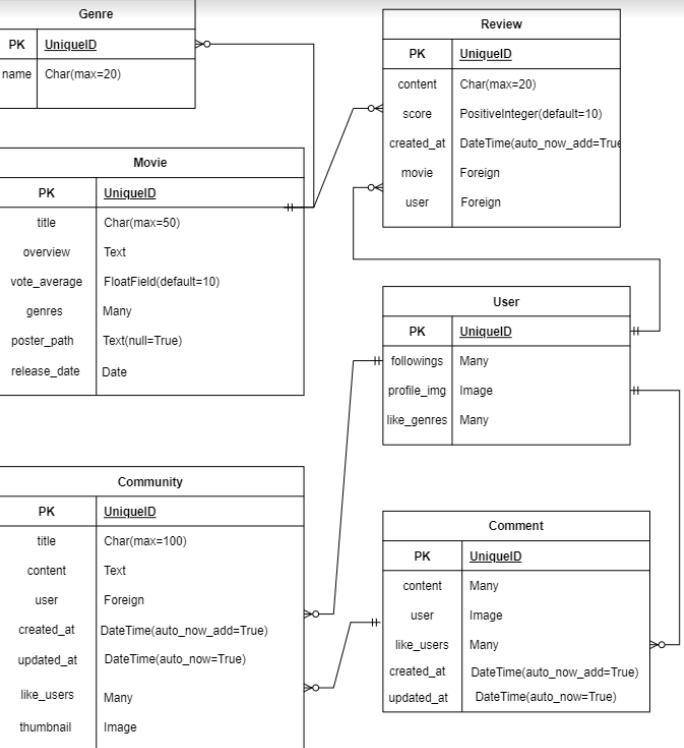 Genre
PK UniqueID
name Char(max=20)
Movie
PK UniqueID
title Char(max=50)
overview Text
vote_average FloatField(default=10)
genres Many
poster_path Text(null=True)
release_date Date
Community
PK UniqueID
title Char(max=100)
content Text
user Foreign
created_at DateTime(auto_now_add=True)
updated_at DateTime(auto_now=True)
like_users Many
thumbnail Image
Review
PK UniqueID
content Char(max=20)
score PositiveInteger(default=10)
created_at DateTime(auto_now_add=True
movie Foreign
user Foreign
User
PK UniqueID
followings Many
profile_img Image
like_genres Many
Comment
PK UniqueID
content Many
user Image
like_users Many
created_at DateTime(auto_now_add=True)
updated_at DateTime(auto_now=True)